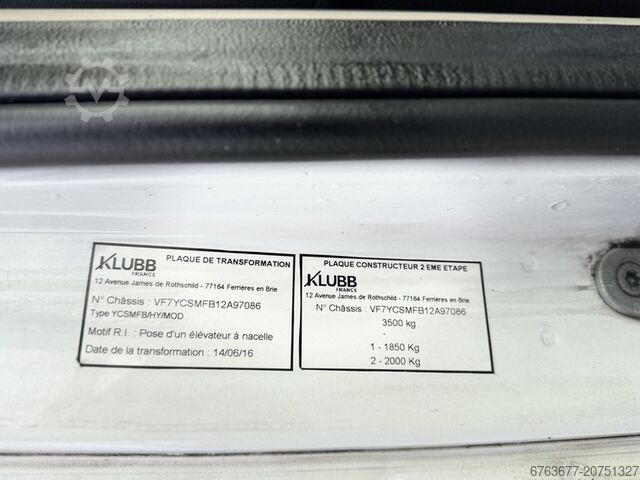 PLAQUE DE TRANSFORMATION
KLUBB
FRANCE
12 Avenue James de Rothschild - 77164 Ferrières en Brie
N° Châssis : VF7YCSMFB12A97086
Type YCSMFB/HY/MOD
Motif R.I. : Pose d'un élévateur à nacelle
Date de la transformation : 14/06/16
PLAQUE CONSTRUCTEUR 2 EME ETAPE
KLUBB
FRANCE
12 Avenue James de Rothschild - 77164 Ferrières en Brie
N° Châssis : VF7YCSMFB12A97086
3500 kg
-
1 - 1850 Kg
2 - 2000 Kg
6763677-20751327